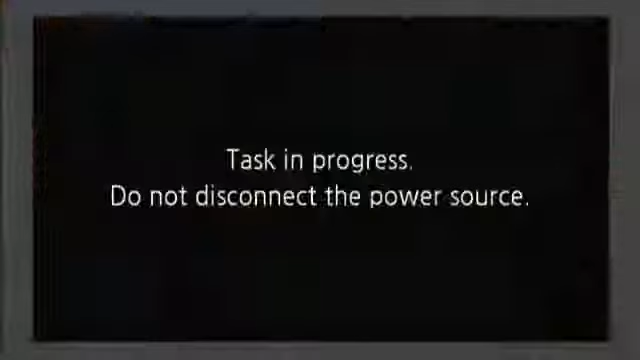 Task in progress.
Do not disconnect the power source.